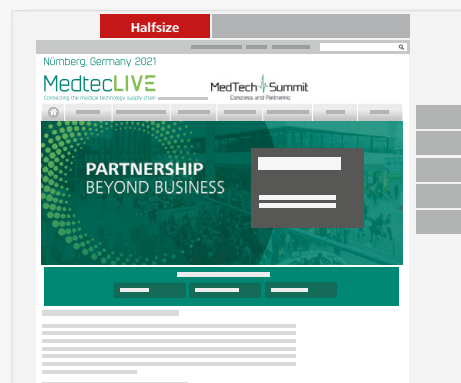 Halfsize
Nürnberg, Germany 2021
MedtecLIVE
Connecting the medical technology supply chain
MedTech Summit
Congress and Partnering
PARTNERSHIP
BEYOND BUSINESS